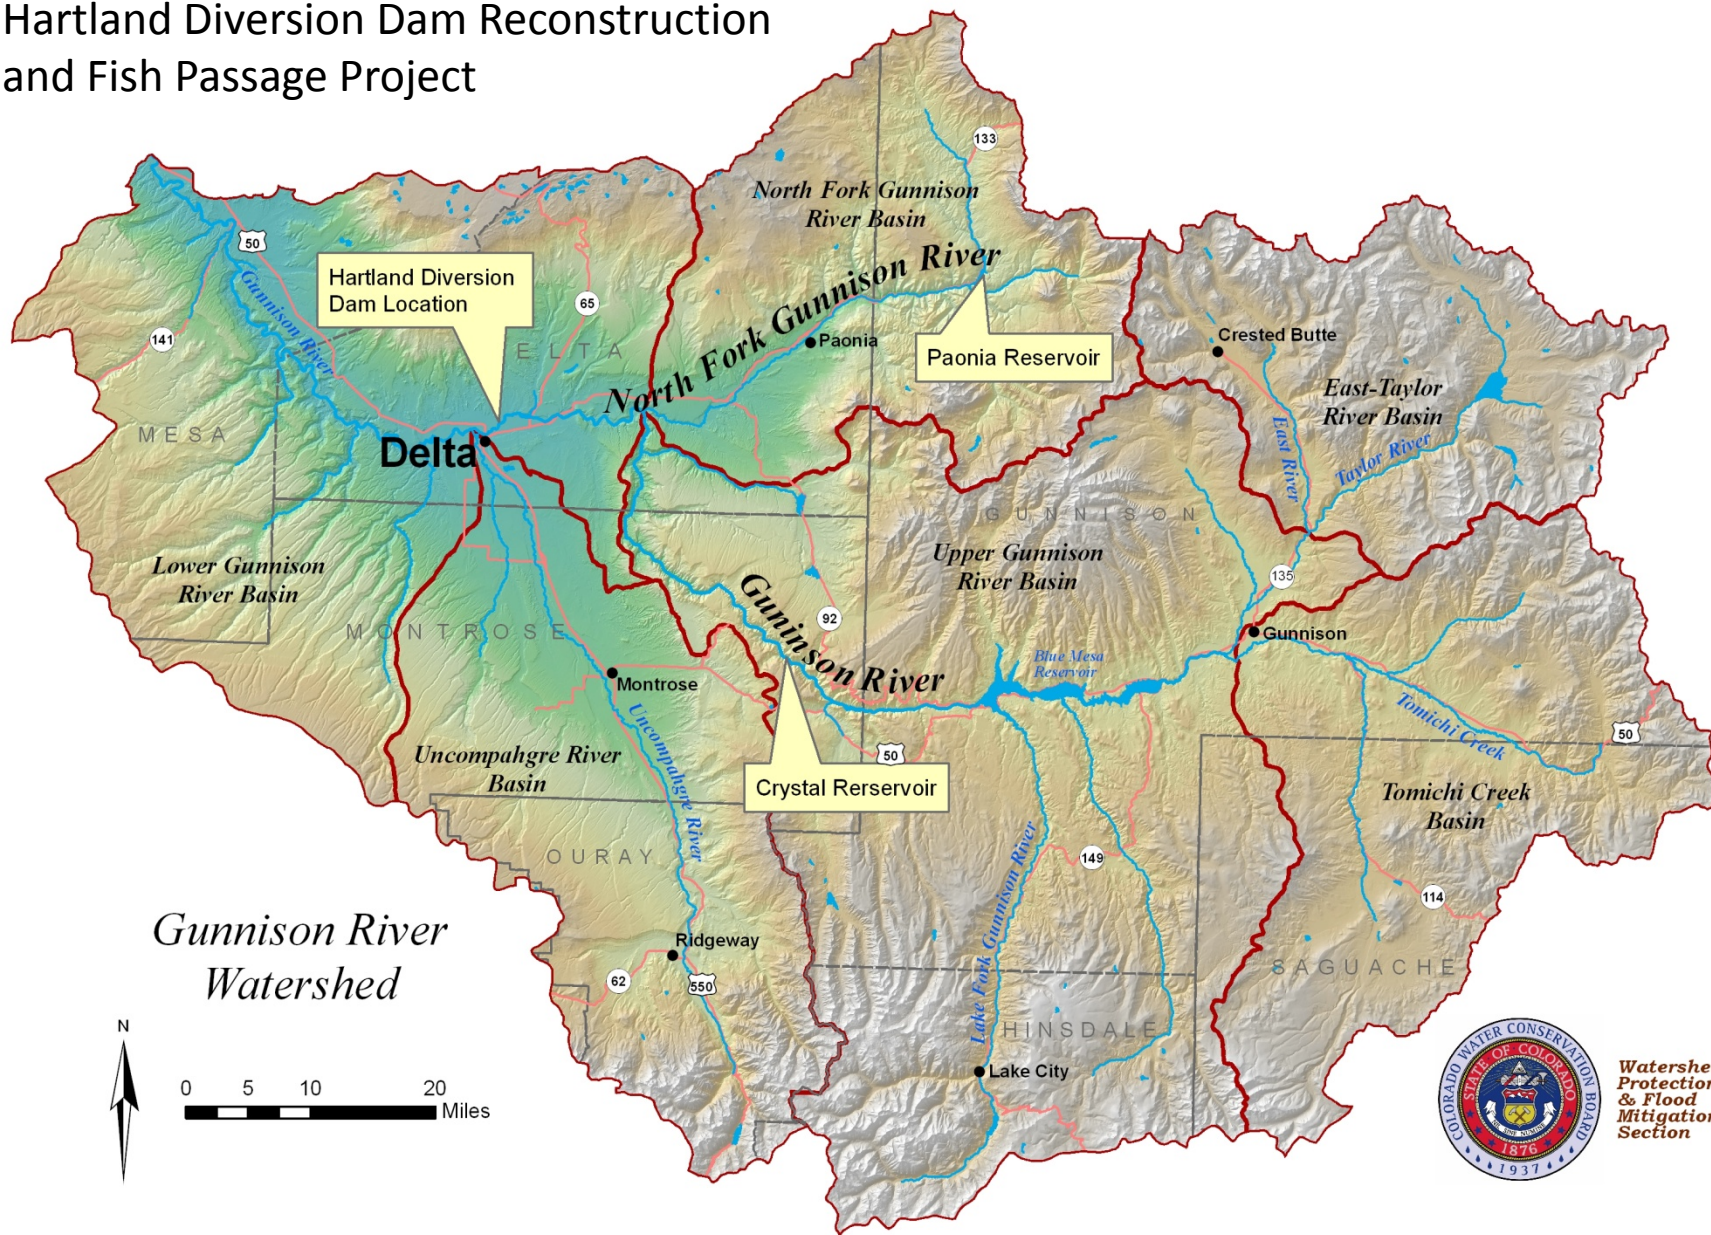 Hartland Diversion Dam Reconstruction
and Fish Passage Project
133
North Fork Gunnison
River Basin
50
Gunnison River
Hartland Diversion
Dam Location
65
141
ELTA
North Fork Gunnison River
Paonia
Paonia Reservoir
Crested Butte
East-Taylor
River Basin
East River
Taylor River
MESA
Delta
GUNNISON
Upper Gunnison
River Basin
Lower Gunnison
River Basin
135
MONTROSE
92
Guninson River
Gunnison
Blue Mesa
Reservoir
Montrose
Uncompahgre River
Tomichi Creek
50
50
Uncompahgre River
Basin
Crystal Rerservoir
Tomichi Creek
Basin
OURAY
149
Lake Fork Gunnison River
114
Gunnison River
Watershed
Ridgeway
62
550
SAGUACHE
HINSDALE
Lake City
N
0 5 10 20
Miles
COLORADO WATER CONSERVATION BOARD
STATE OF COLORADO
1876
1937
Watershe
Protection
& Flood
Mitigation
Section